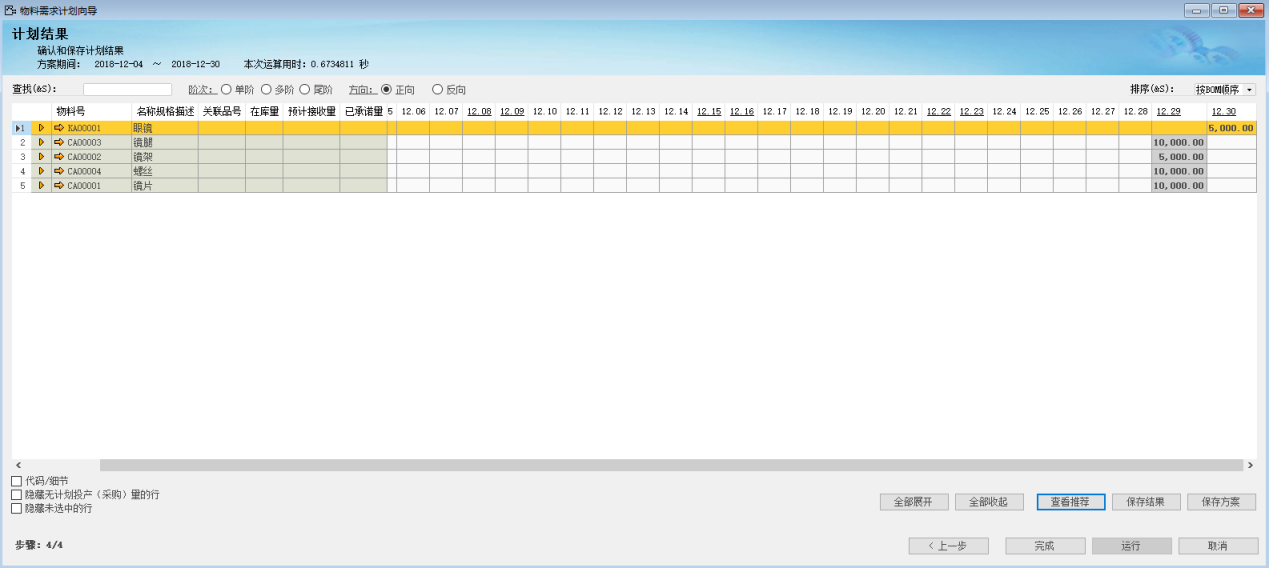 物料需求计划向导
计划结果
确认和保存计划结果
方案期间: 2018-12-04 ～ 2018-12-30 本次运算用时: 0.6734811 秒
查找(&S): 阶次: 单阶 多阶 尾阶 方向: 正向 反向 排序(&S): 按BOM顺序
物料号 名称规格描述 关联品号 在库量 预计接收量 已承诺量 5 12.06 12.07 12.08 12.09 12.10 12.11 12.12 12.13 12.14 12.15 12.16 12.17 12.18 12.19 12.20 12.21 12.22 12.23 12.24 12.25 12.26 12.27 12.28 12.29 12.30
1 XA00001 眼镜 5,000.00
2 CA00003 镜腿 10,000.00
3 CA00002 镜架 5,000.00
4 CA00004 螺丝 10,000.00
5 CA00001 镜片 10,000.00
代码/细节
隐藏无计划投产（采购）量的行
隐藏未选中的行
全部展开 全部收起 查看推荐 保存结果 保存方案
步骤: 4/4
< 上一步 完成 运行 取消